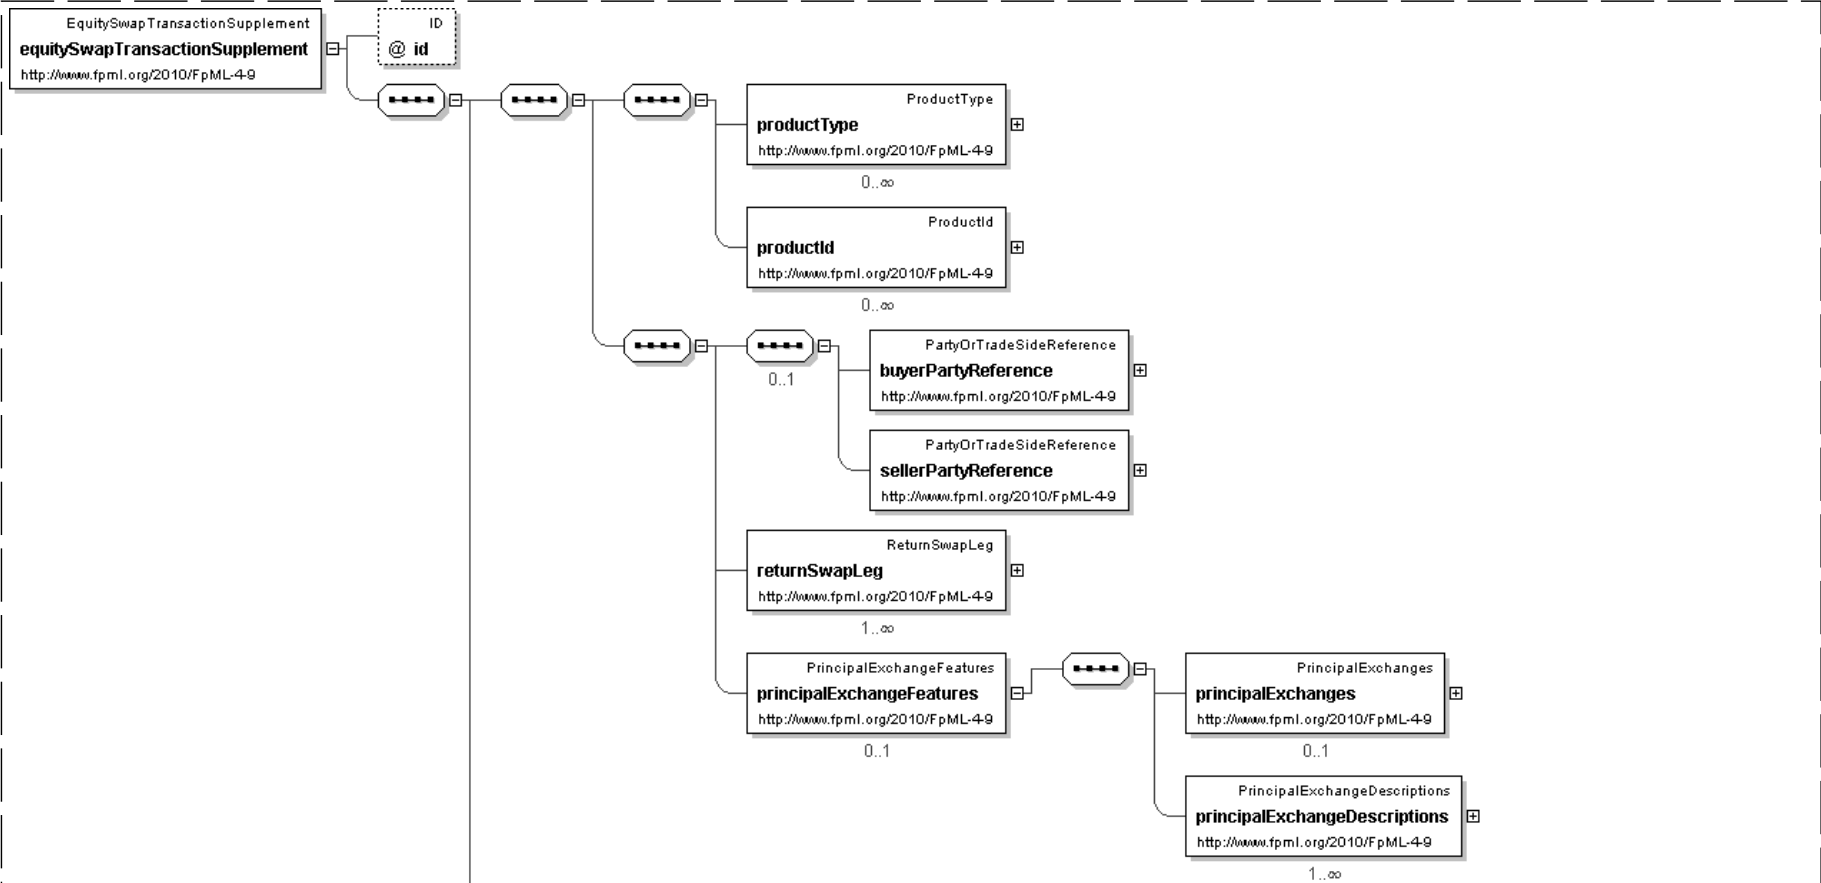 EquitySwapTransactionSupplement
equitySwapTransactionSupplement
http://www.fpml.org/2010/FpML-4-9
ID
@ id
ProductType
productType
http://www.fpml.org/2010/FpML-4-9
0..∞
ProductId
productId
http://www.fpml.org/2010/FpML-4-9
0..∞
0..1
PartyOrTradeSideReference
buyerPartyReference
http://www.fpml.org/2010/FpML-4-9
PartyOrTradeSideReference
sellerPartyReference
http://www.fpml.org/2010/FpML-4-9
ReturnSwapLeg
returnSwapLeg
http://www.fpml.org/2010/FpML-4-9
1..∞
PrincipalExchangeFeatures
principalExchangeFeatures
http://www.fpml.org/2010/FpML-4-9
0..1
PrincipalExchanges
principalExchanges
http://www.fpml.org/2010/FpML-4-9
0..1
PrincipalExchangeDescriptions
principalExchangeDescriptions
http://www.fpml.org/2010/FpML-4-9
1..∞